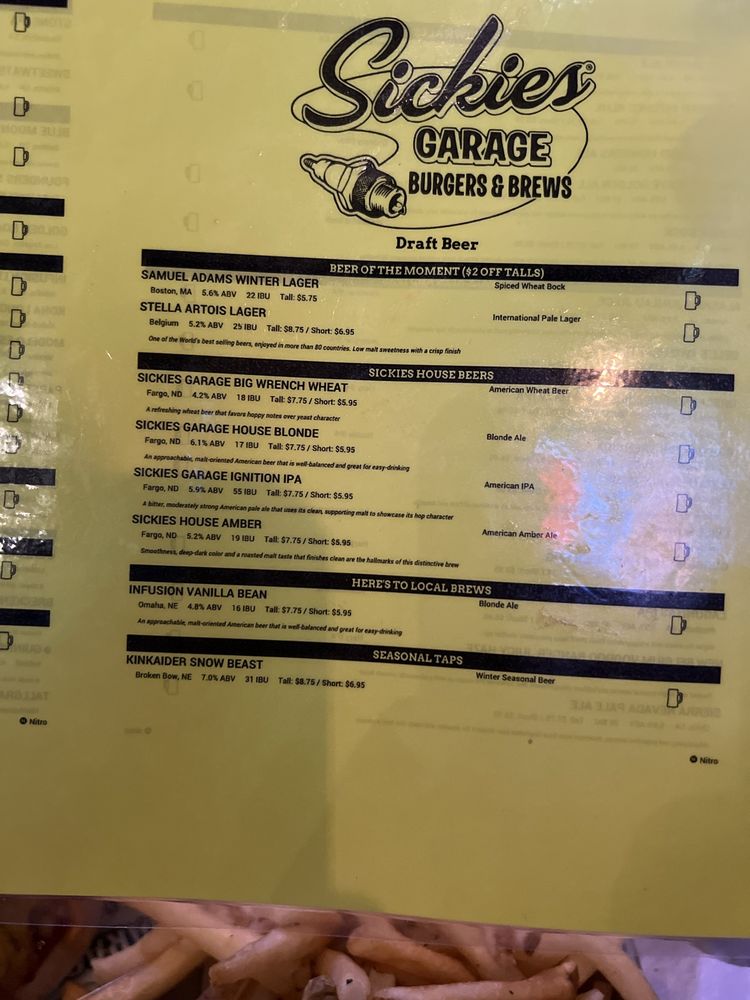 Sickies®
GARAGE
BURGERS & BREWS
Draft Beer
BEER OF THE MOMENT ($2 OFF TALLS)
SAMUEL ADAMS WINTER LAGER Spiced Wheat Bock
Boston, MA 5.6% ABV 22 IBU Tall: $5.75
STELLA ARTOIS LAGER International Pale Lager
Belgium 5.2% ABV 25 IBU Tall: $8.75 / Short: $6.95
One of the World's best selling beers, enjoyed in more than 80 countries. Low malt sweetness with a crisp finish
SICKIES HOUSE BEERS
SICKIES GARAGE BIG WRENCH WHEAT American Wheat Beer
Fargo, ND 4.2% ABV 18 IBU Tall: $7.75 / Short: $5.95
A refreshing wheat beer that favors hoppy notes over yeast character
SICKIES GARAGE HOUSE BLONDE Blonde Ale
Fargo, ND 6.1% ABV 17 IBU Tall: $7.75 / Short: $5.95
An approachable, malt-oriented American beer that is well-balanced and great for easy-drinking
SICKIES GARAGE IGNITION IPA American IPA
Fargo, ND 5.9% ABV 55 IBU Tall: $7.75 / Short: $5.95
A bitter, moderately strong American pale ale that uses its clean, supporting malt to showcase its hop character
SICKIES HOUSE AMBER American Amber Ale
Fargo, ND 5.2% ABV 19 IBU Tall: $7.75 / Short: $5.95
Smoothness, deep-dark color and a roasted malt taste that finishes clean are the hallmarks of this distinctive brew
HERE'S TO LOCAL BREWS
INFUSION VANILLA BEAN Blonde Ale
Omaha, NE 4.8% ABV 16 IBU Tall: $7.75 / Short: $5.95
An approachable, malt-oriented American beer that is well-balanced and great for easy-drinking
SEASONAL TAPS
KINKAIDER SNOW BEAST Winter Seasonal Beer
Broken Bow, NE 7.0% ABV 31 IBU Tall: $8.75 / Short: $6.95
Nitro
Nitro